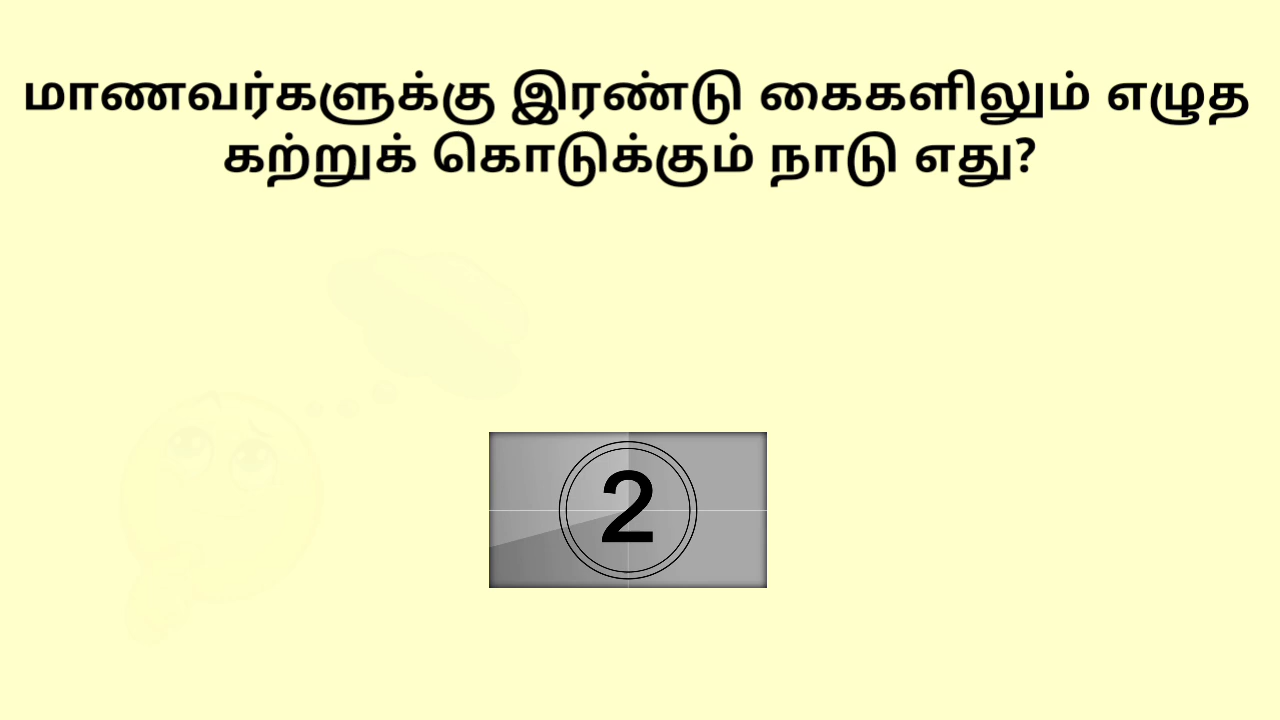 மாணவர்களுக்கு இரண்டு கைகளிலும் எழுத
கற்றுக் கொடுக்கும் நாடு எது?
2